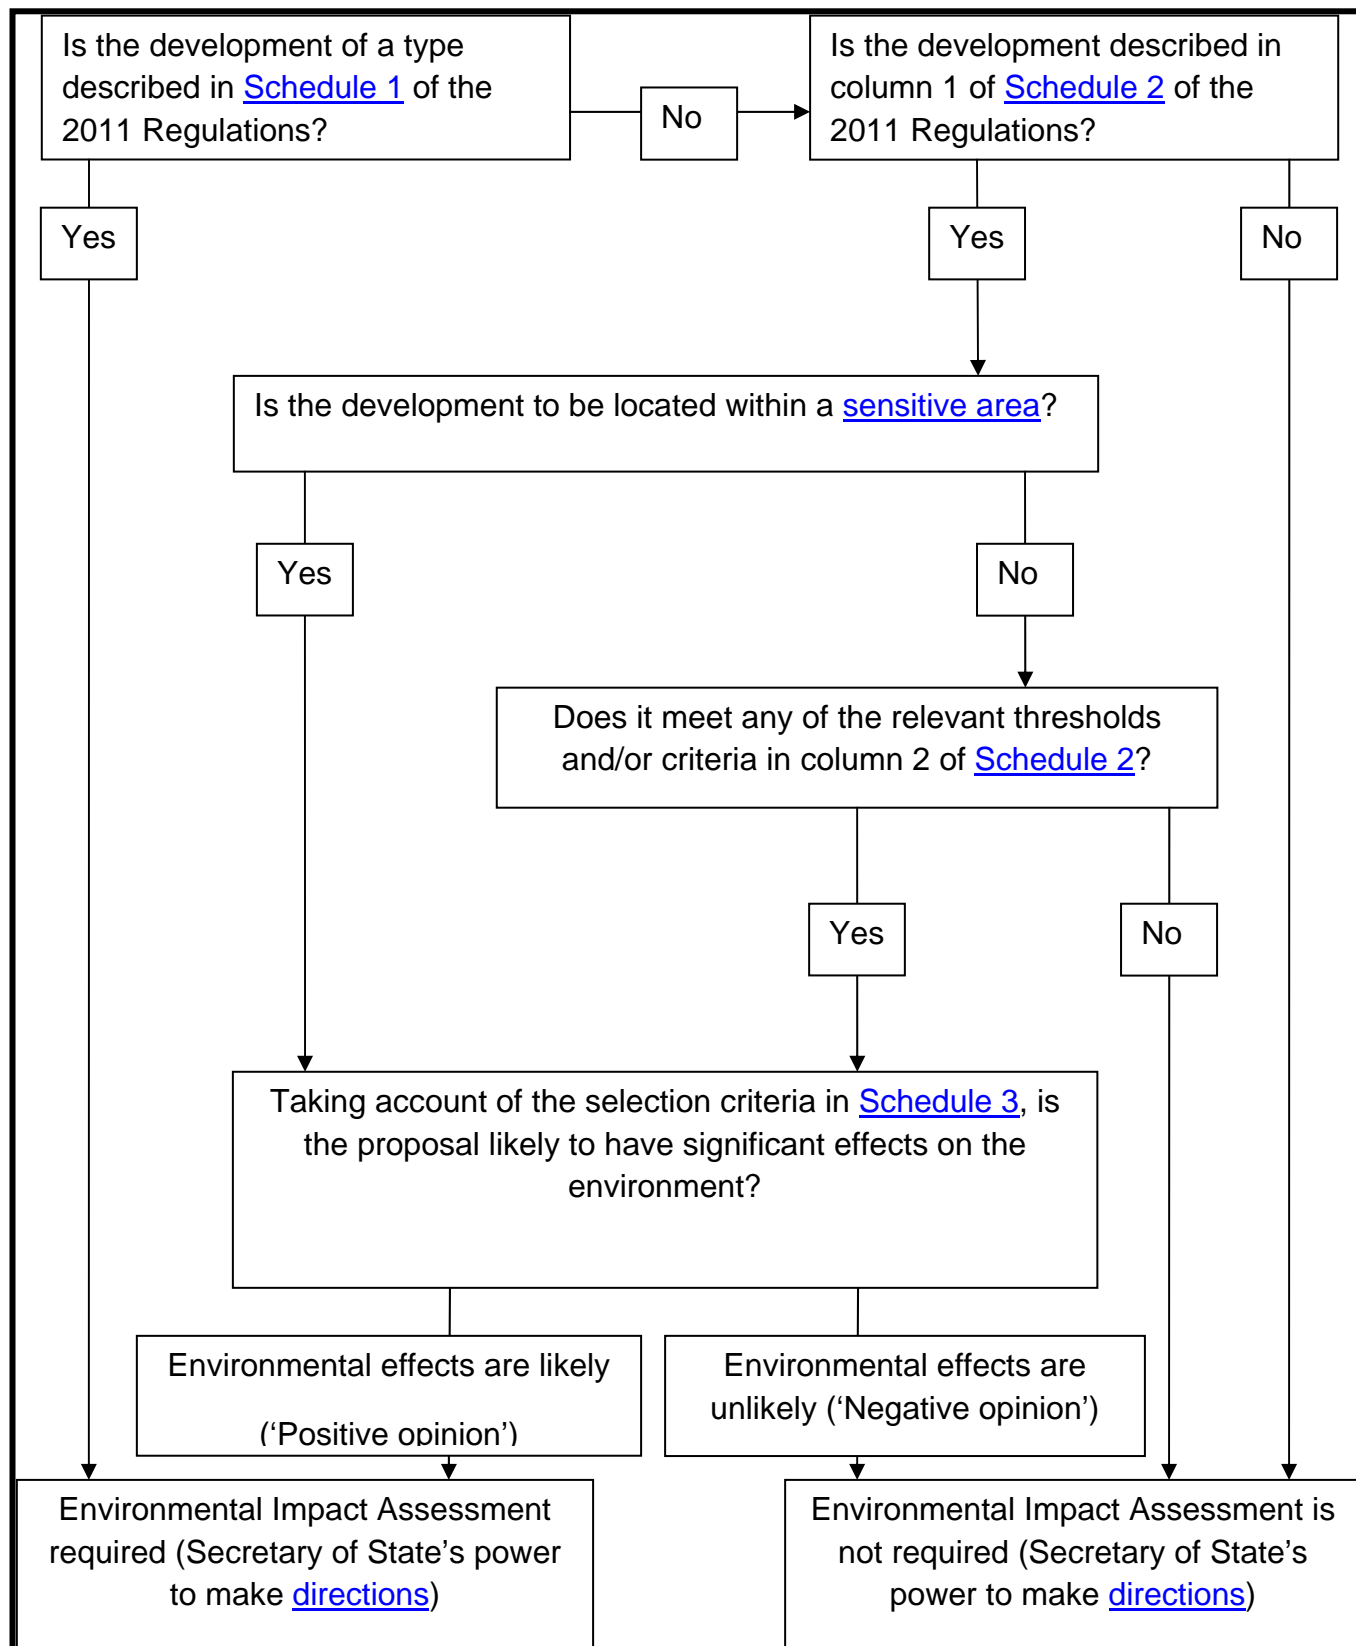 Is the development of a type
described in Schedule 1 of the
2011 Regulations?
No
Is the development described in
column 1 of Schedule 2 of the
2011 Regulations?
Yes
Yes
No
Is the development to be located within a sensitive area?
Yes
No
Does it meet any of the relevant thresholds
and/or criteria in column 2 of Schedule 2?
Yes
No
Taking account of the selection criteria in Schedule 3, is
the proposal likely to have significant effects on the
environment?
Environmental effects are likely
(‘Positive opinion’)
Environmental effects are
unlikely (‘Negative opinion’)
Environmental Impact Assessment
required (Secretary of State’s power
to make directions)
Environmental Impact Assessment is
not required (Secretary of State’s
power to make directions)